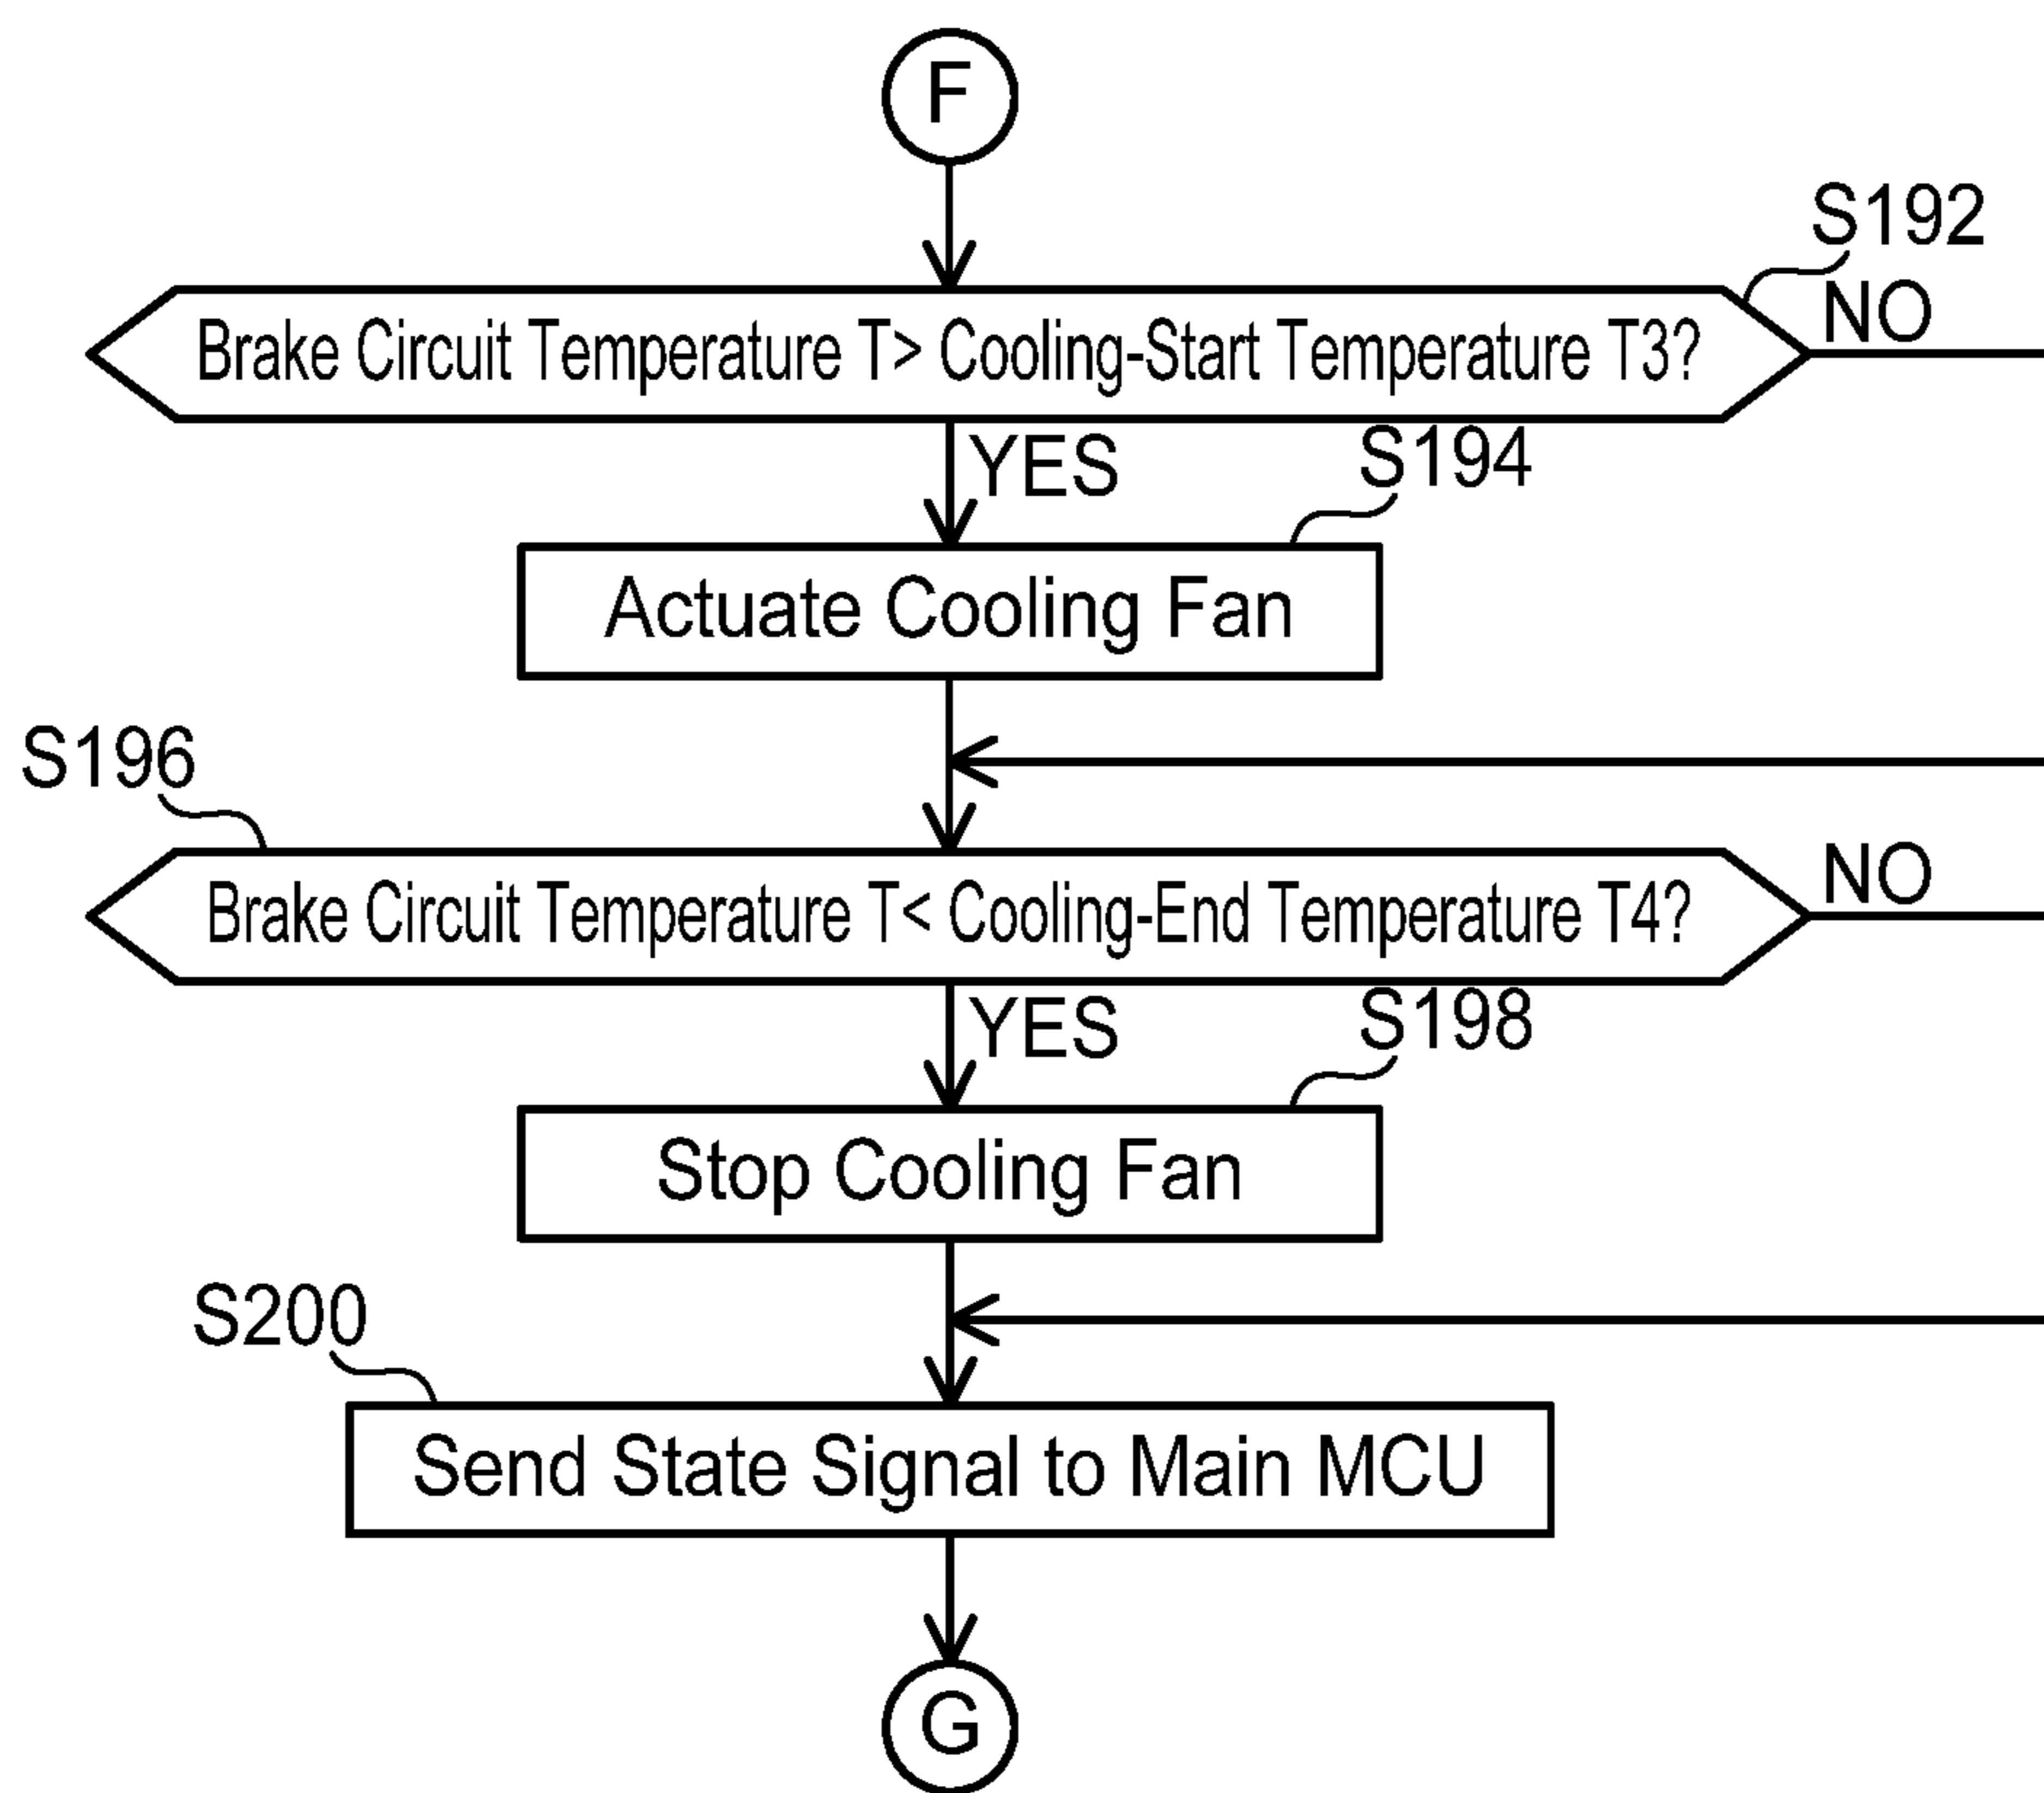 F
S192
Brake Circuit Temperature T> Cooling-Start Temperature T3?
NO
YES
S194
Actuate Cooling Fan
S196
Brake Circuit Temperature T< Cooling-End Temperature T4?
NO
YES
S198
Stop Cooling Fan
S200
Send State Signal to Main MCU
G